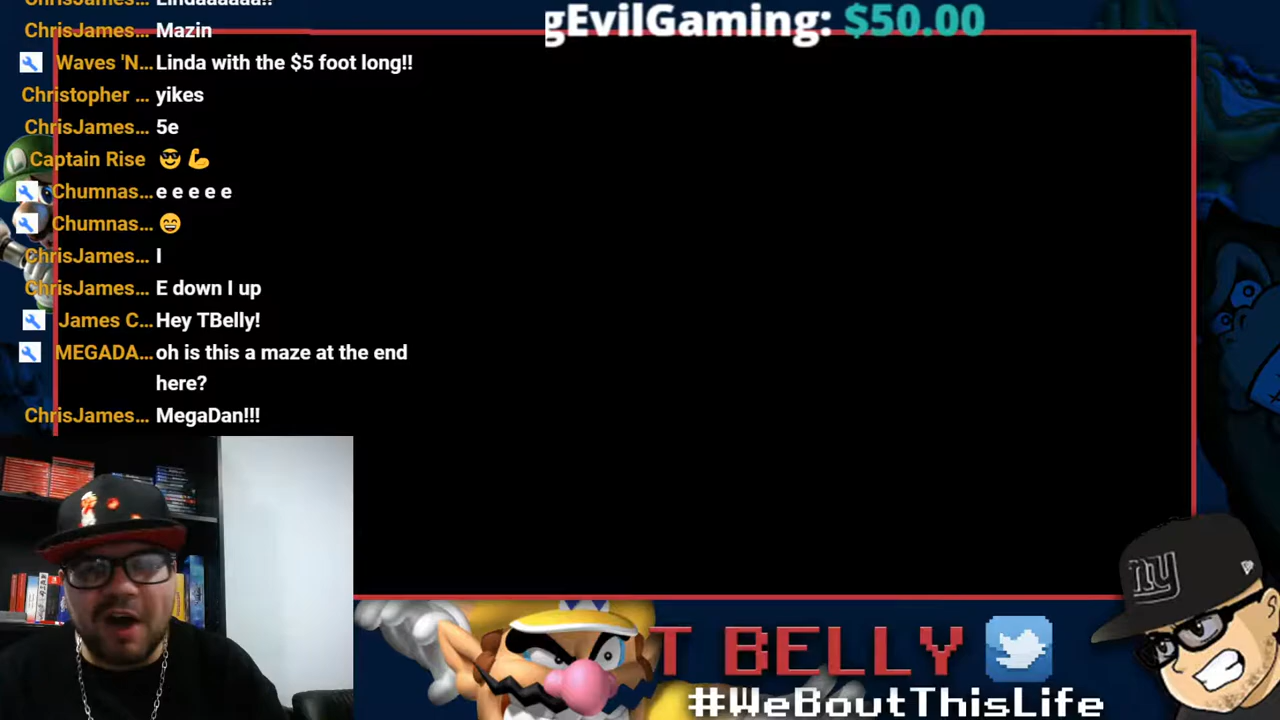 gEvilGaming: $50.00
ChrisJames… Mazin
Waves 'N… Linda with the $5 foot long!!
Christopher … yikes
ChrisJames… 5e
Captain Rise 😎 💪
Chumnas… e e e e e
Chumnas… 😁
ChrisJames… I
ChrisJames… E down I up
James C… Hey TBelly!
MEGADA… oh is this a maze at the end
here?
ChrisJames… MegaDan!!!
NY
T BELLY
#WeBoutThisLife